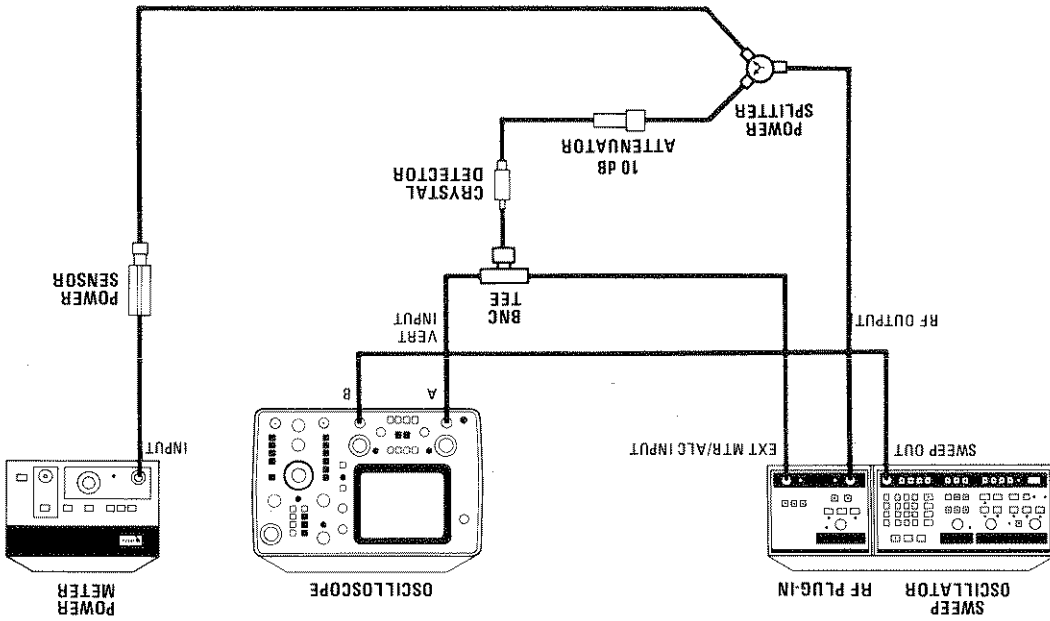 SWEEP
OSCILLATOR
RF PLUG-IN
OSCILLOSCOPE
POWER
METER
SWEEP OUT
EXT MTR/ALC INPUT
A
B
INPUT
RF OUTPUT
VERT
INPUT
BNC
TEE
POWER
SENSOR
CRYSTAL
DETECTOR
10 dB
ATTENUATOR
POWER
SPLITTER